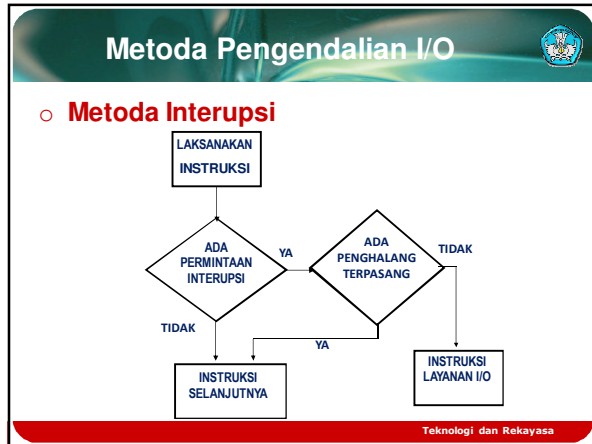 Metoda Pengendalian I/O
o Metoda Interupsi
LAKSANAKAN
INSTRUKSI
ADA
PERMINTAAN
INTERUPSI
YA
ADA
PENGHALANG
TERPASANG
TIDAK
TIDAK
YA
INSTRUKSI
SELANJUTNYA
INSTRUKSI
LAYANAN I/O
Teknologi dan Rekayasa